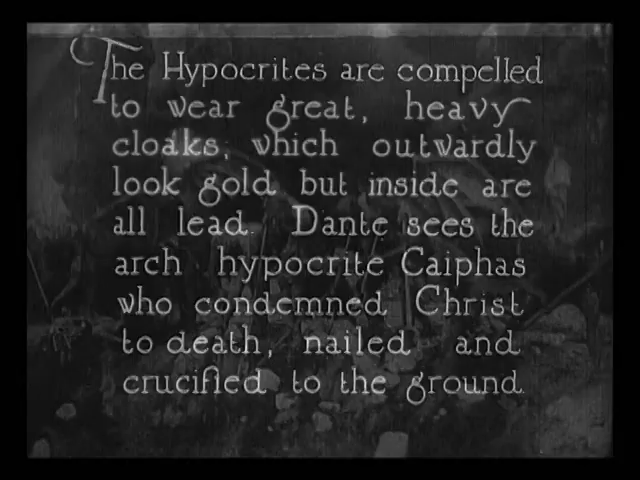 The Hypocrites are compelled
to wear great, heavy
cloaks, which outwardly
look gold but inside are
all lead. Dante sees the
arch hypocrite Caiphas
who condemned Christ
to death, nailed and
crucified to the ground.